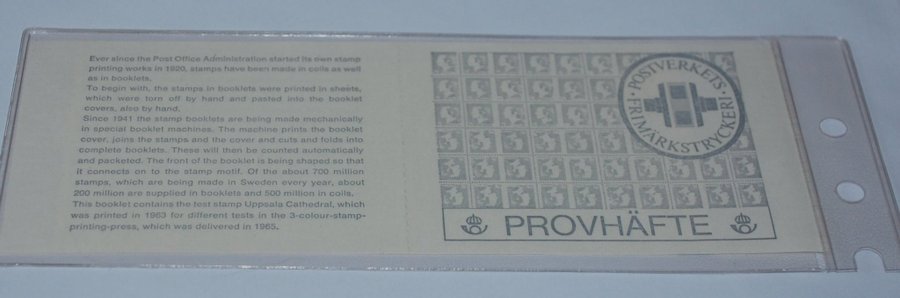 Ever since the Post Office Administration started its own stamp
printing works in 1920, stamps have been made in coils as well
as in booklets.
To begin with, the stamps in booklets were printed in sheets,
which were torn off by hand and pasted into the booklet
covers, also by hand.
Since 1941 the stamp booklets are being made mechanically
in special booklet machines. The machine prints the booklet
cover, joins the stamps and the cover and cuts and folds into
complete booklets. These will then be counted automatically
and packeted. The front of the booklet is being shaped so that
it connects on to the stamp motif. Of the about 700 million
stamps, which are being made in Sweden every year, about
200 million are supplied in booklets and 500 million in coils.
This booklet contains the test stamp Uppsala Cathedral, which
was printed in 1963 for different tests in the 3-colour-stamp-
printing-press, which was delivered in 1965.
POSTVERKETS
FRIMÄRKSTRYCKERI
PROVHÄFTE